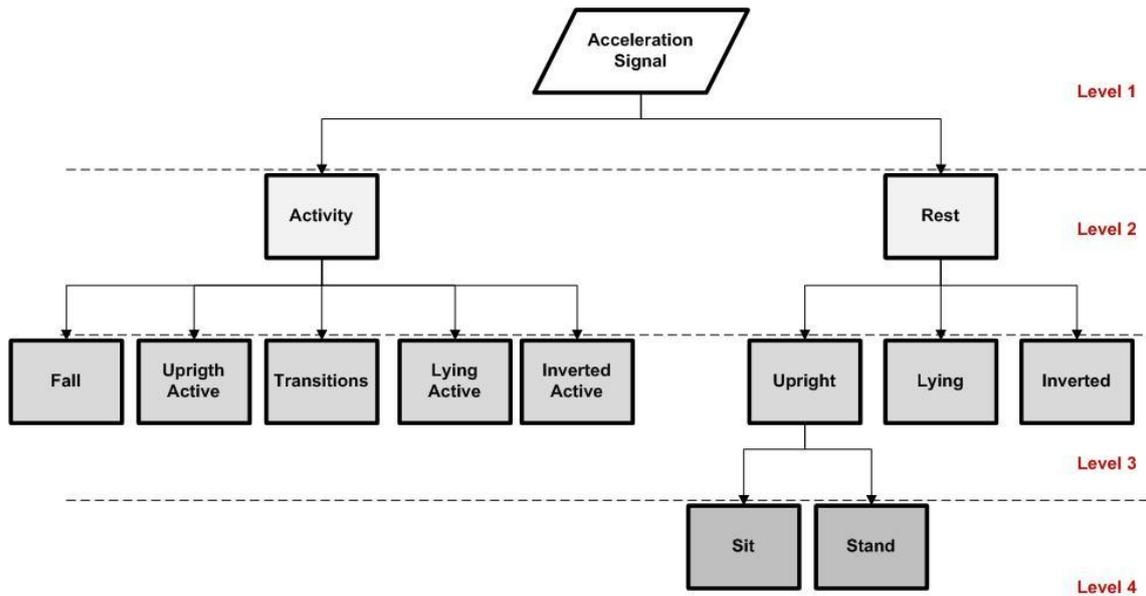 Acceleration
Signal
Level 1
Activity
Rest
Level 2
Fall
Uprigth
Active
Transitions
Lying
Active
Inverted
Active
Upright
Lying
Inverted
Level 3
Sit
Stand
Level 4